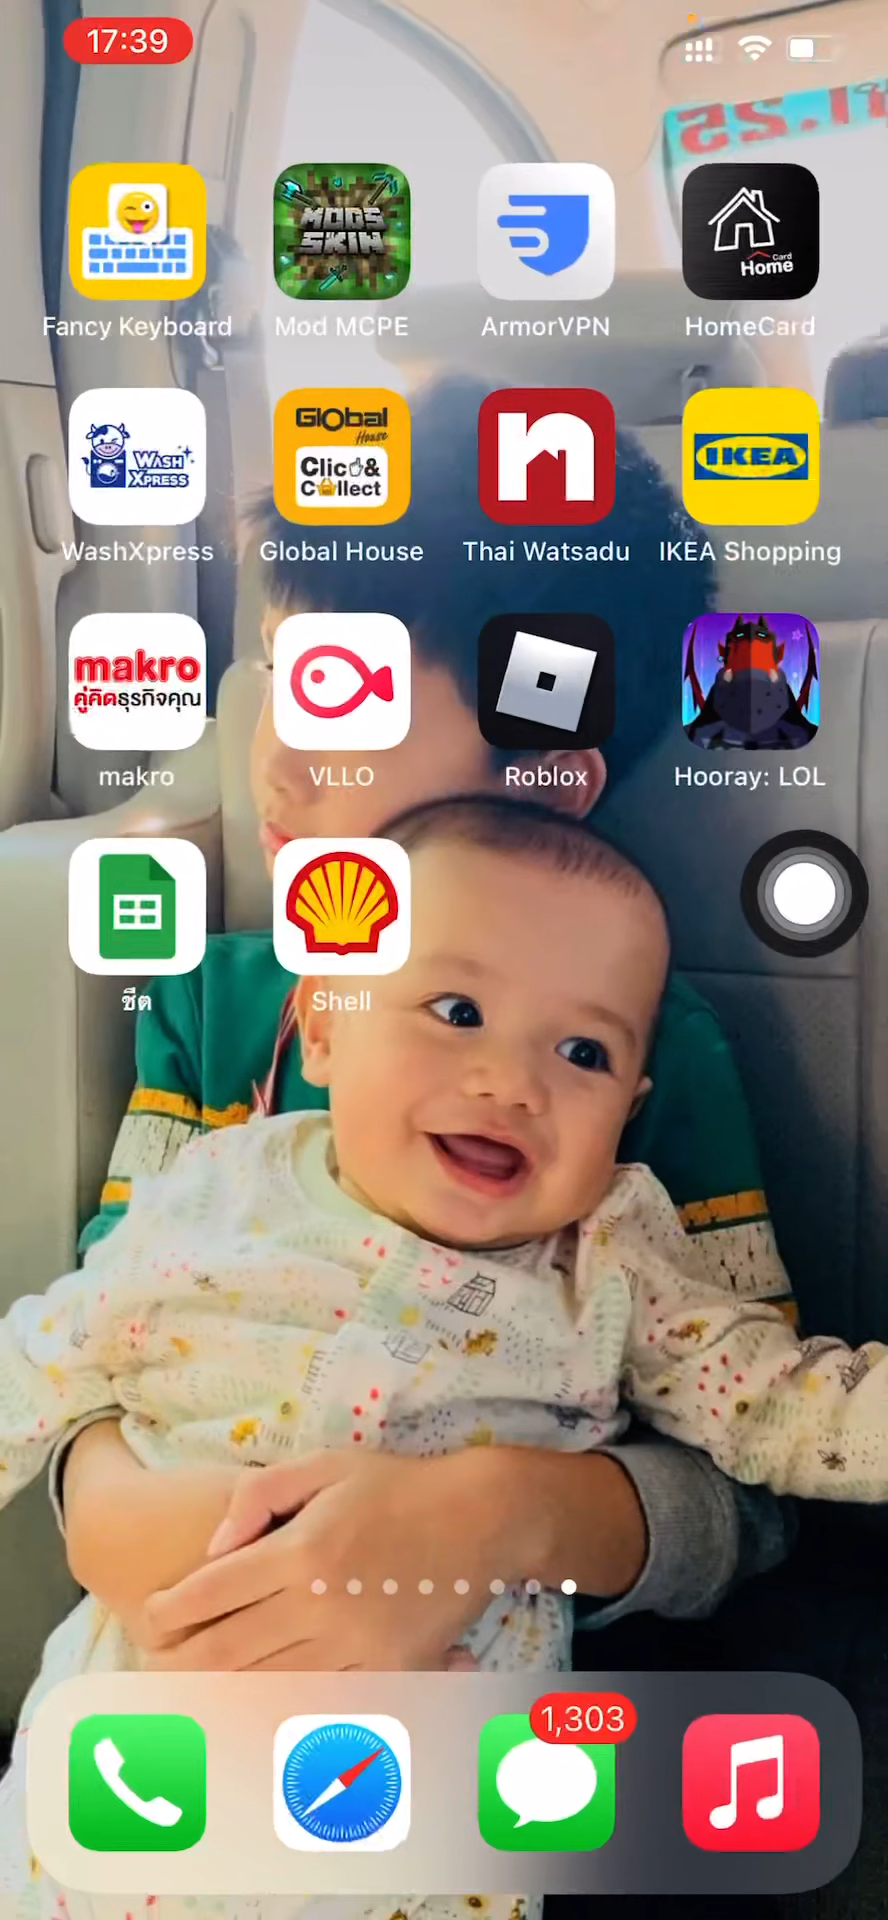 17:39
Fancy Keyboard
MODS
SKIN
Mod MCPE
ArmorVPN
Card
Home
HomeCard
WASH
XPRESS
WashXpress
Global
House
Clic &
Collect
Global House
n
Thai Watsadu
IKEA
IKEA Shopping
makro
คู่คิดธุรกิจคุณ
makro
VLLO
Roblox
Hooray: LOL
ชีต
Shell
1,303